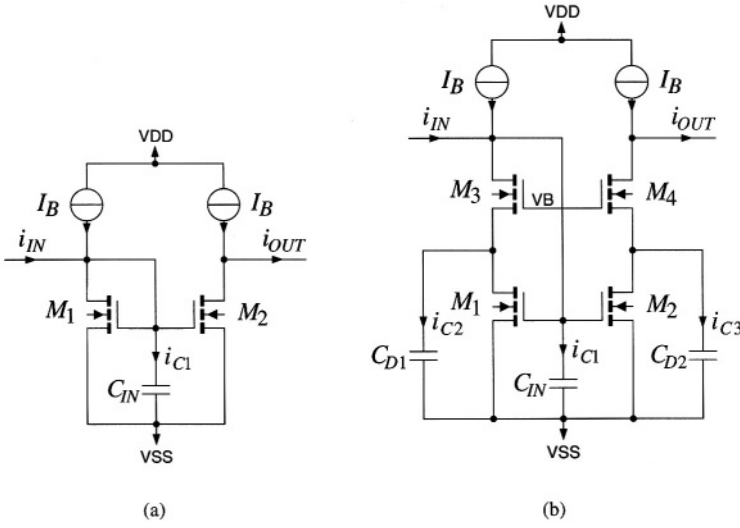 VDD
I_B I_B
i_IN i_OUT
M_1 M_2
i_C1
C_IN
VSS
(a)
VDD
I_B I_B
i_IN i_OUT
M_3 VB M_4
M_1 M_2
i_C2 i_C1 i_C3
C_D1 C_IN C_D2
VSS
(b)